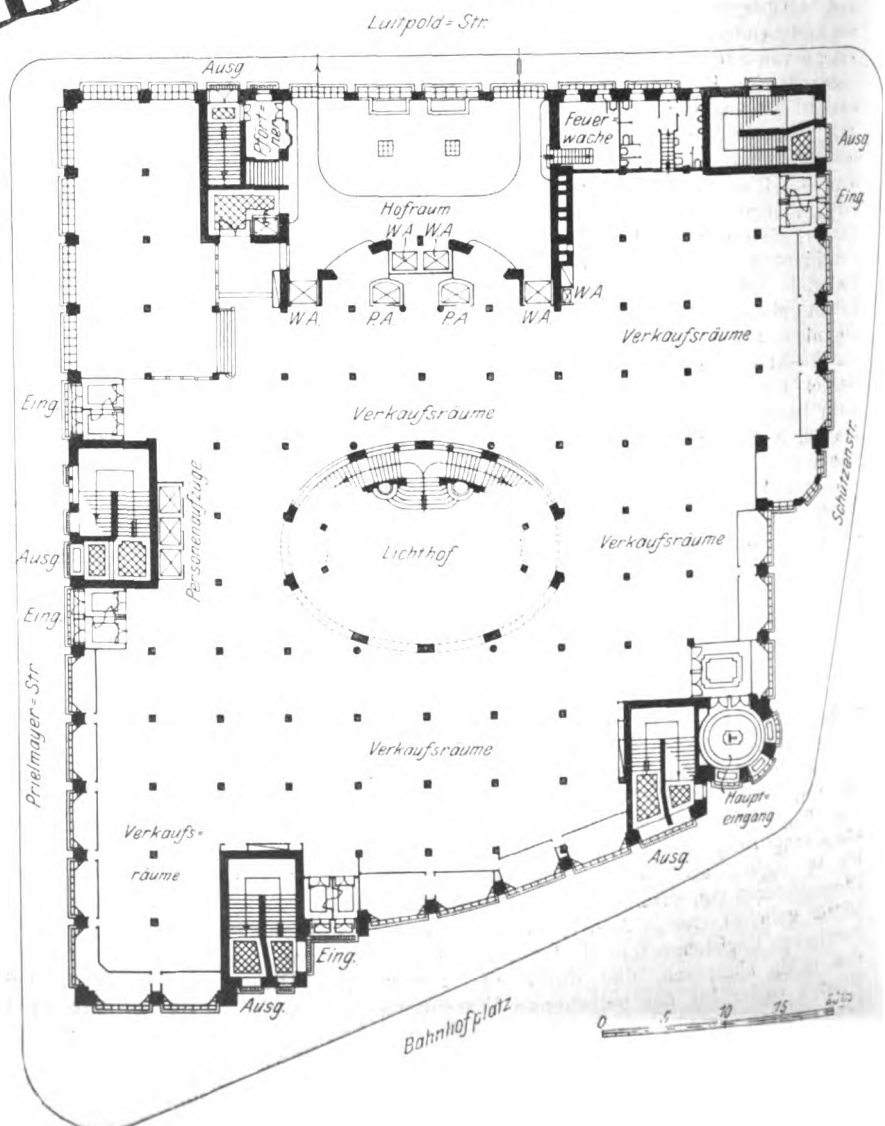 Luitpold=Str.
Ausg
Pfört=
ner
Feuer=
wache
Ausg
Eing.
Hofraum
W.A. W.A.
W.A.
P.A
P.A
W.A.
W.A
Verkaufsräume
Eing
Verkaufsräume
Schützenstr.
Personenaufzüge
Ausg
Lichthof
Verkaufsräume
Eing.
Prielmayer=Str
Verkaufsräume
Haupt=
eingang
Verkaufs=
räume
Ausg.
Eing.
Ausg.
Bahnhofplatz
0 5 10 15